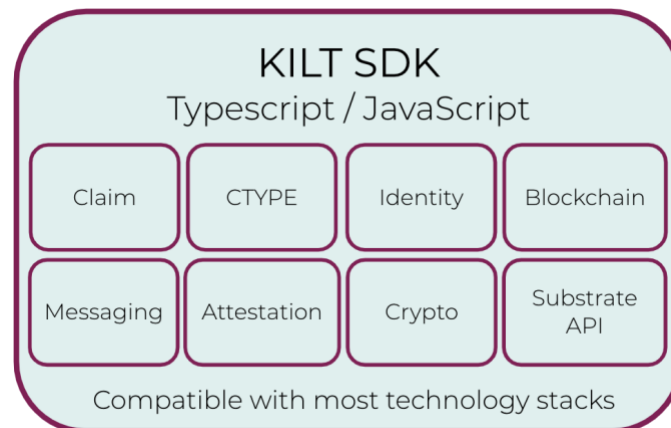 KILT SDK
Typescript / JavaScript
Claim
CTYPE
Identity
Blockchain
Messaging
Attestation
Crypto
Substrate
API
Compatible with most technology stacks